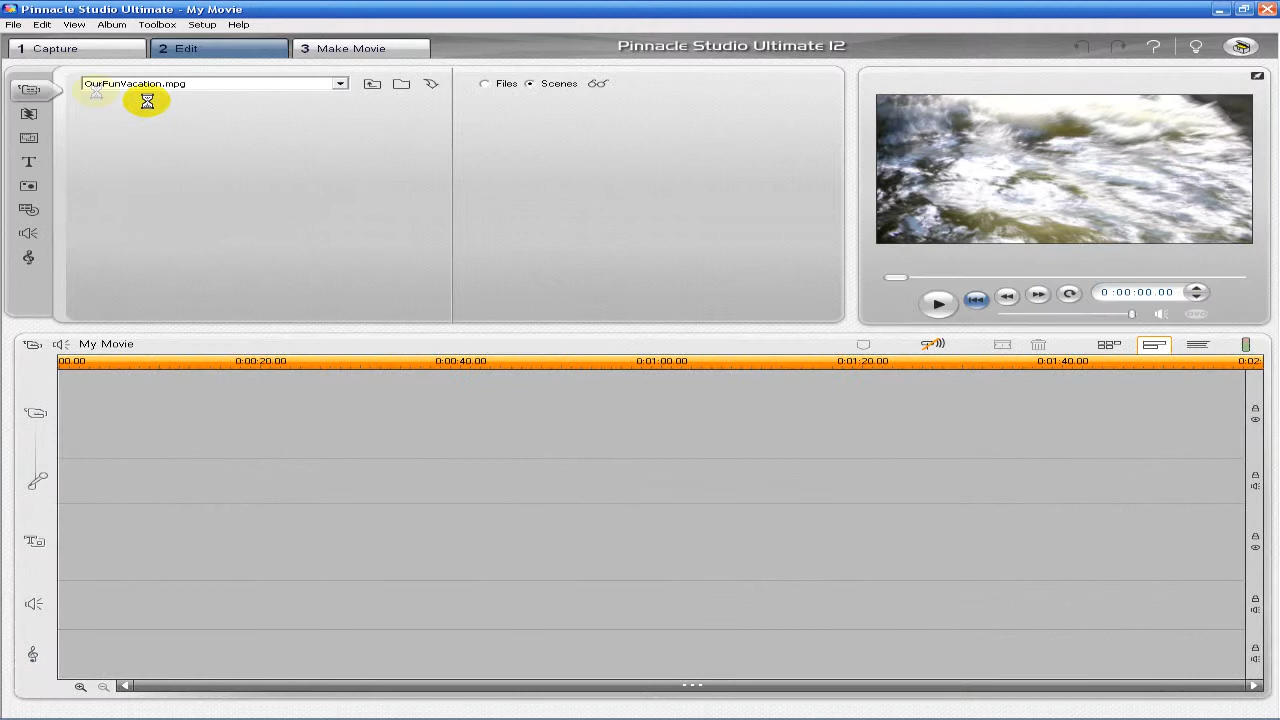 Pinnacle Studio Ultimate - My Movie
File Edit View Album Toolbox Setup Help
1 Capture 2 Edit 3 Make Movie Pinnacle Studio Ultimate 12
OurFunVacation.mpg Files Scenes
0:00:00.00
My Movie
00.00 0:00:20.00 0:00:40.00 0:01:00.00 0:01:20.00 0:01:40.00 0:02: